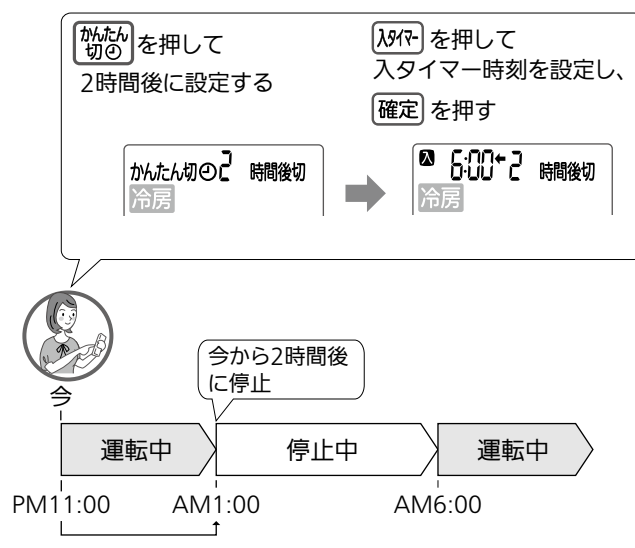 かんたん
切 を押して
2時間後に設定する
入タイマー を押して
入タイマー時刻を設定し、
確定 を押す
かんたん切 2 時間後切
冷房
入 6:00←2 時間後切
冷房
今から2時間後
に停止
今
運転中
停止中
運転中
PM11:00
AM1:00
AM6:00